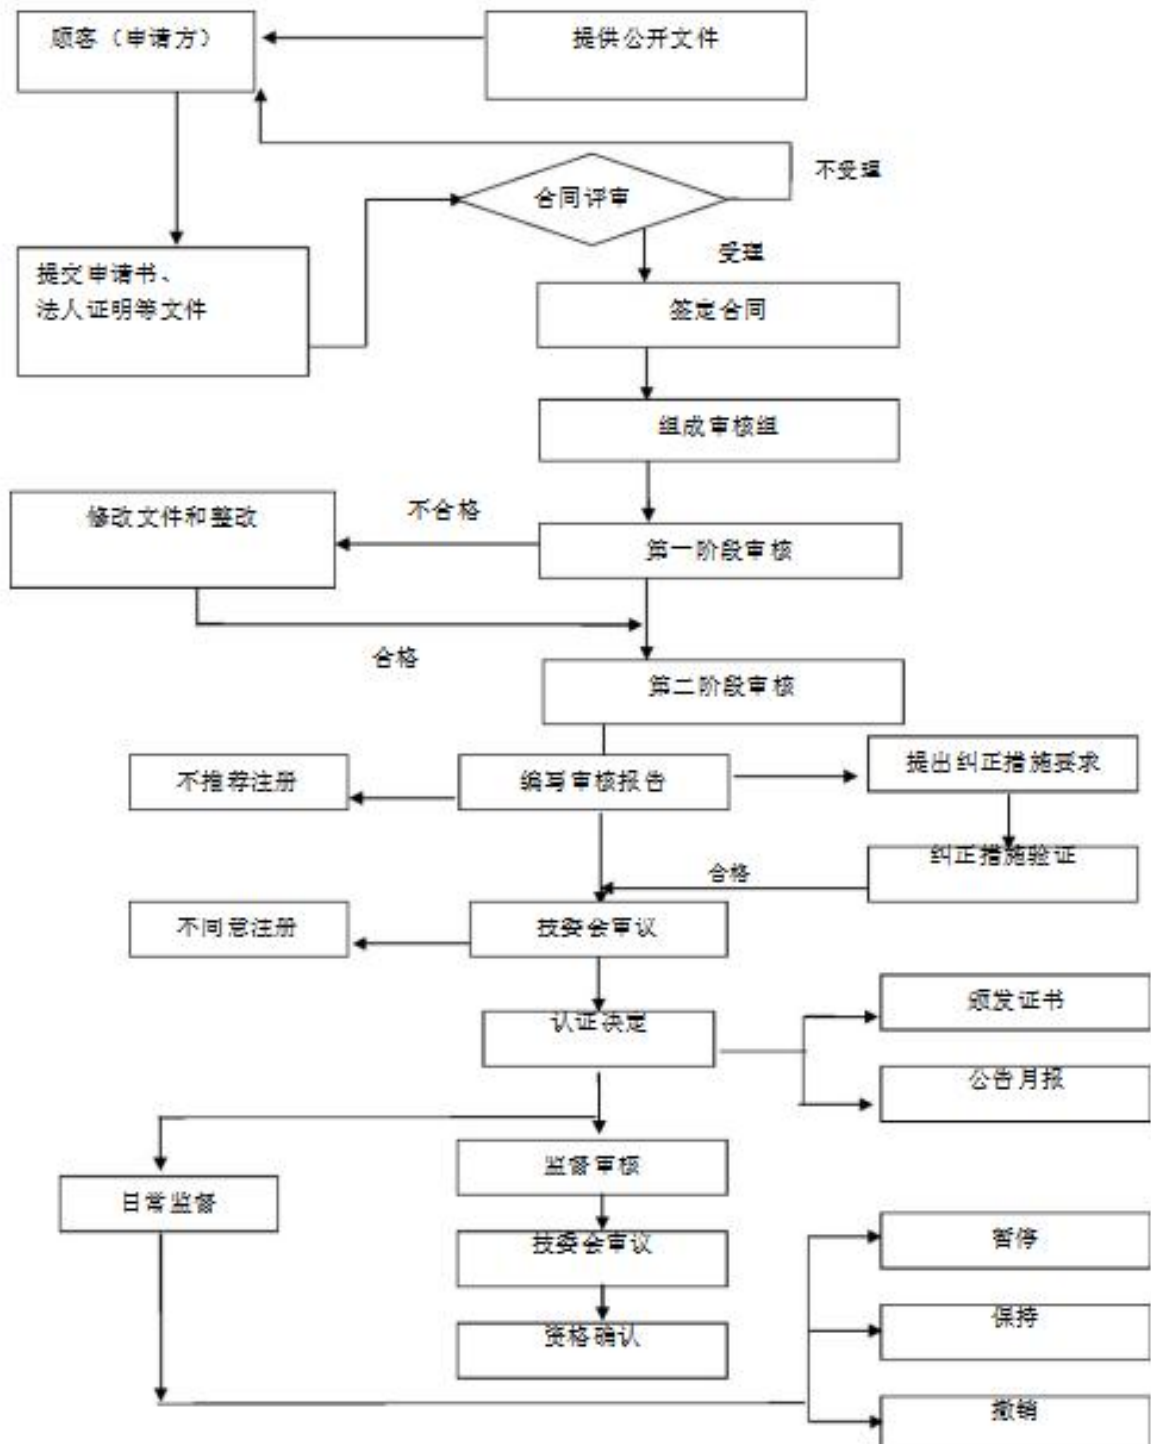 顾客（申请方）
提供公开文件
不受理
合同评审
受理
提交申请书、
法人证明等文件
签定合同
组成审核组
修改文件和整改
不合格
第一阶段审核
合格
第二阶段审核
不推荐注册
编写审核报告
提出纠正措施要求
纠正措施验证
合格
不同意注册
技委会审议
认证决定
颁发证书
公告月报
监督审核
日常监督
技委会审议
暂停
资格确认
保持
撤销